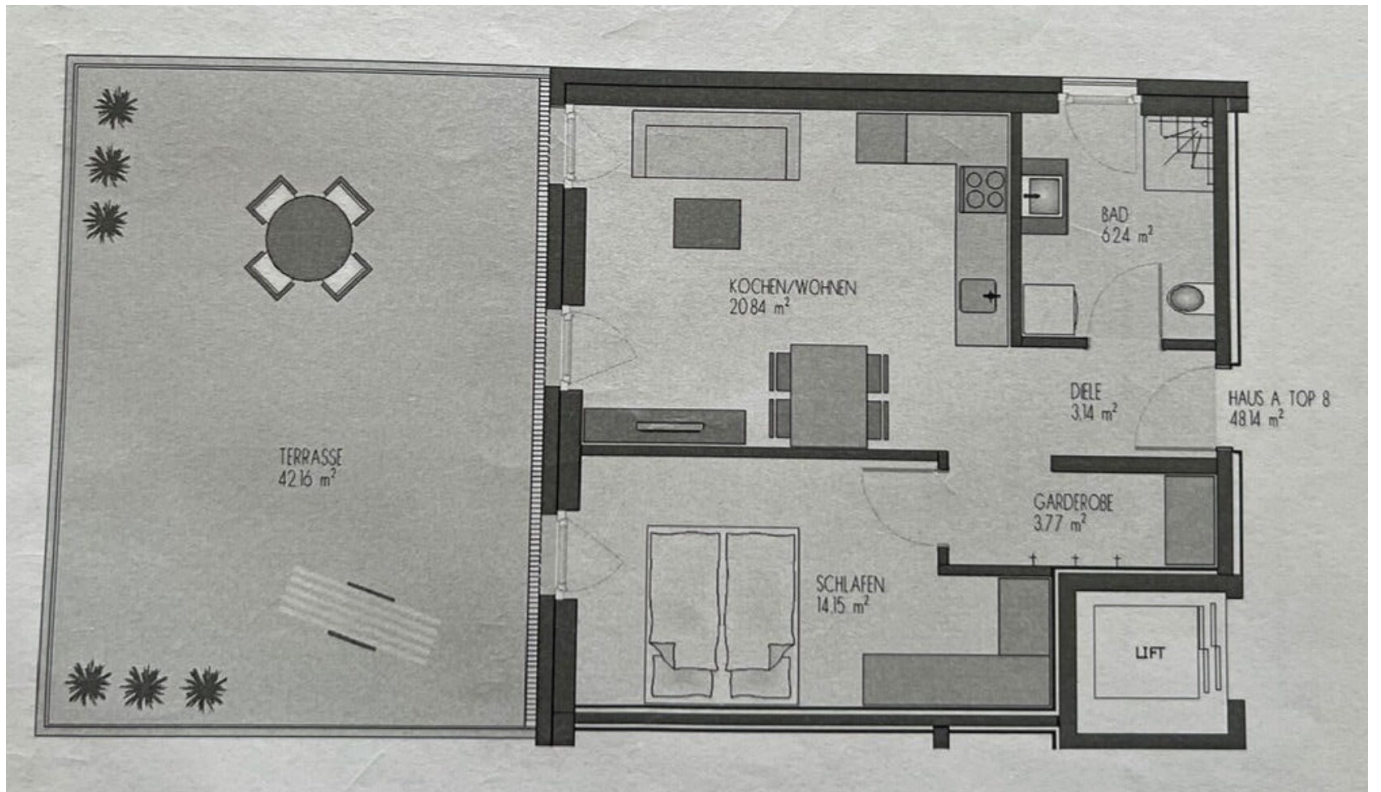 KOCHEN/WOHNEN
20.84 m²
BAD
6.24 m²
DIELE
3.14 m²
HAUS A TOP 8
48.14 m²
TERRASSE
42.16 m²
GARDEROBE
3.77 m²
SCHLAFEN
14.15 m²
LIFT